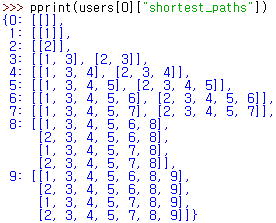 >>> pprint(users[0]["shortest_paths"])
{0: [[]],
 1: [[1]],
 2: [[2]],
 3: [[1, 3], [2, 3]],
 4: [[1, 3, 4], [2, 3, 4]],
 5: [[1, 3, 4, 5], [2, 3, 4, 5]],
 6: [[1, 3, 4, 5, 6], [2, 3, 4, 5, 6]],
 7: [[1, 3, 4, 5, 7], [2, 3, 4, 5, 7]],
 8: [[1, 3, 4, 5, 6, 8],
     [2, 3, 4, 5, 6, 8],
     [1, 3, 4, 5, 7, 8],
     [2, 3, 4, 5, 7, 8]],
 9: [[1, 3, 4, 5, 6, 8, 9],
     [2, 3, 4, 5, 6, 8, 9],
     [1, 3, 4, 5, 7, 8, 9],
     [2, 3, 4, 5, 7, 8, 9]]}